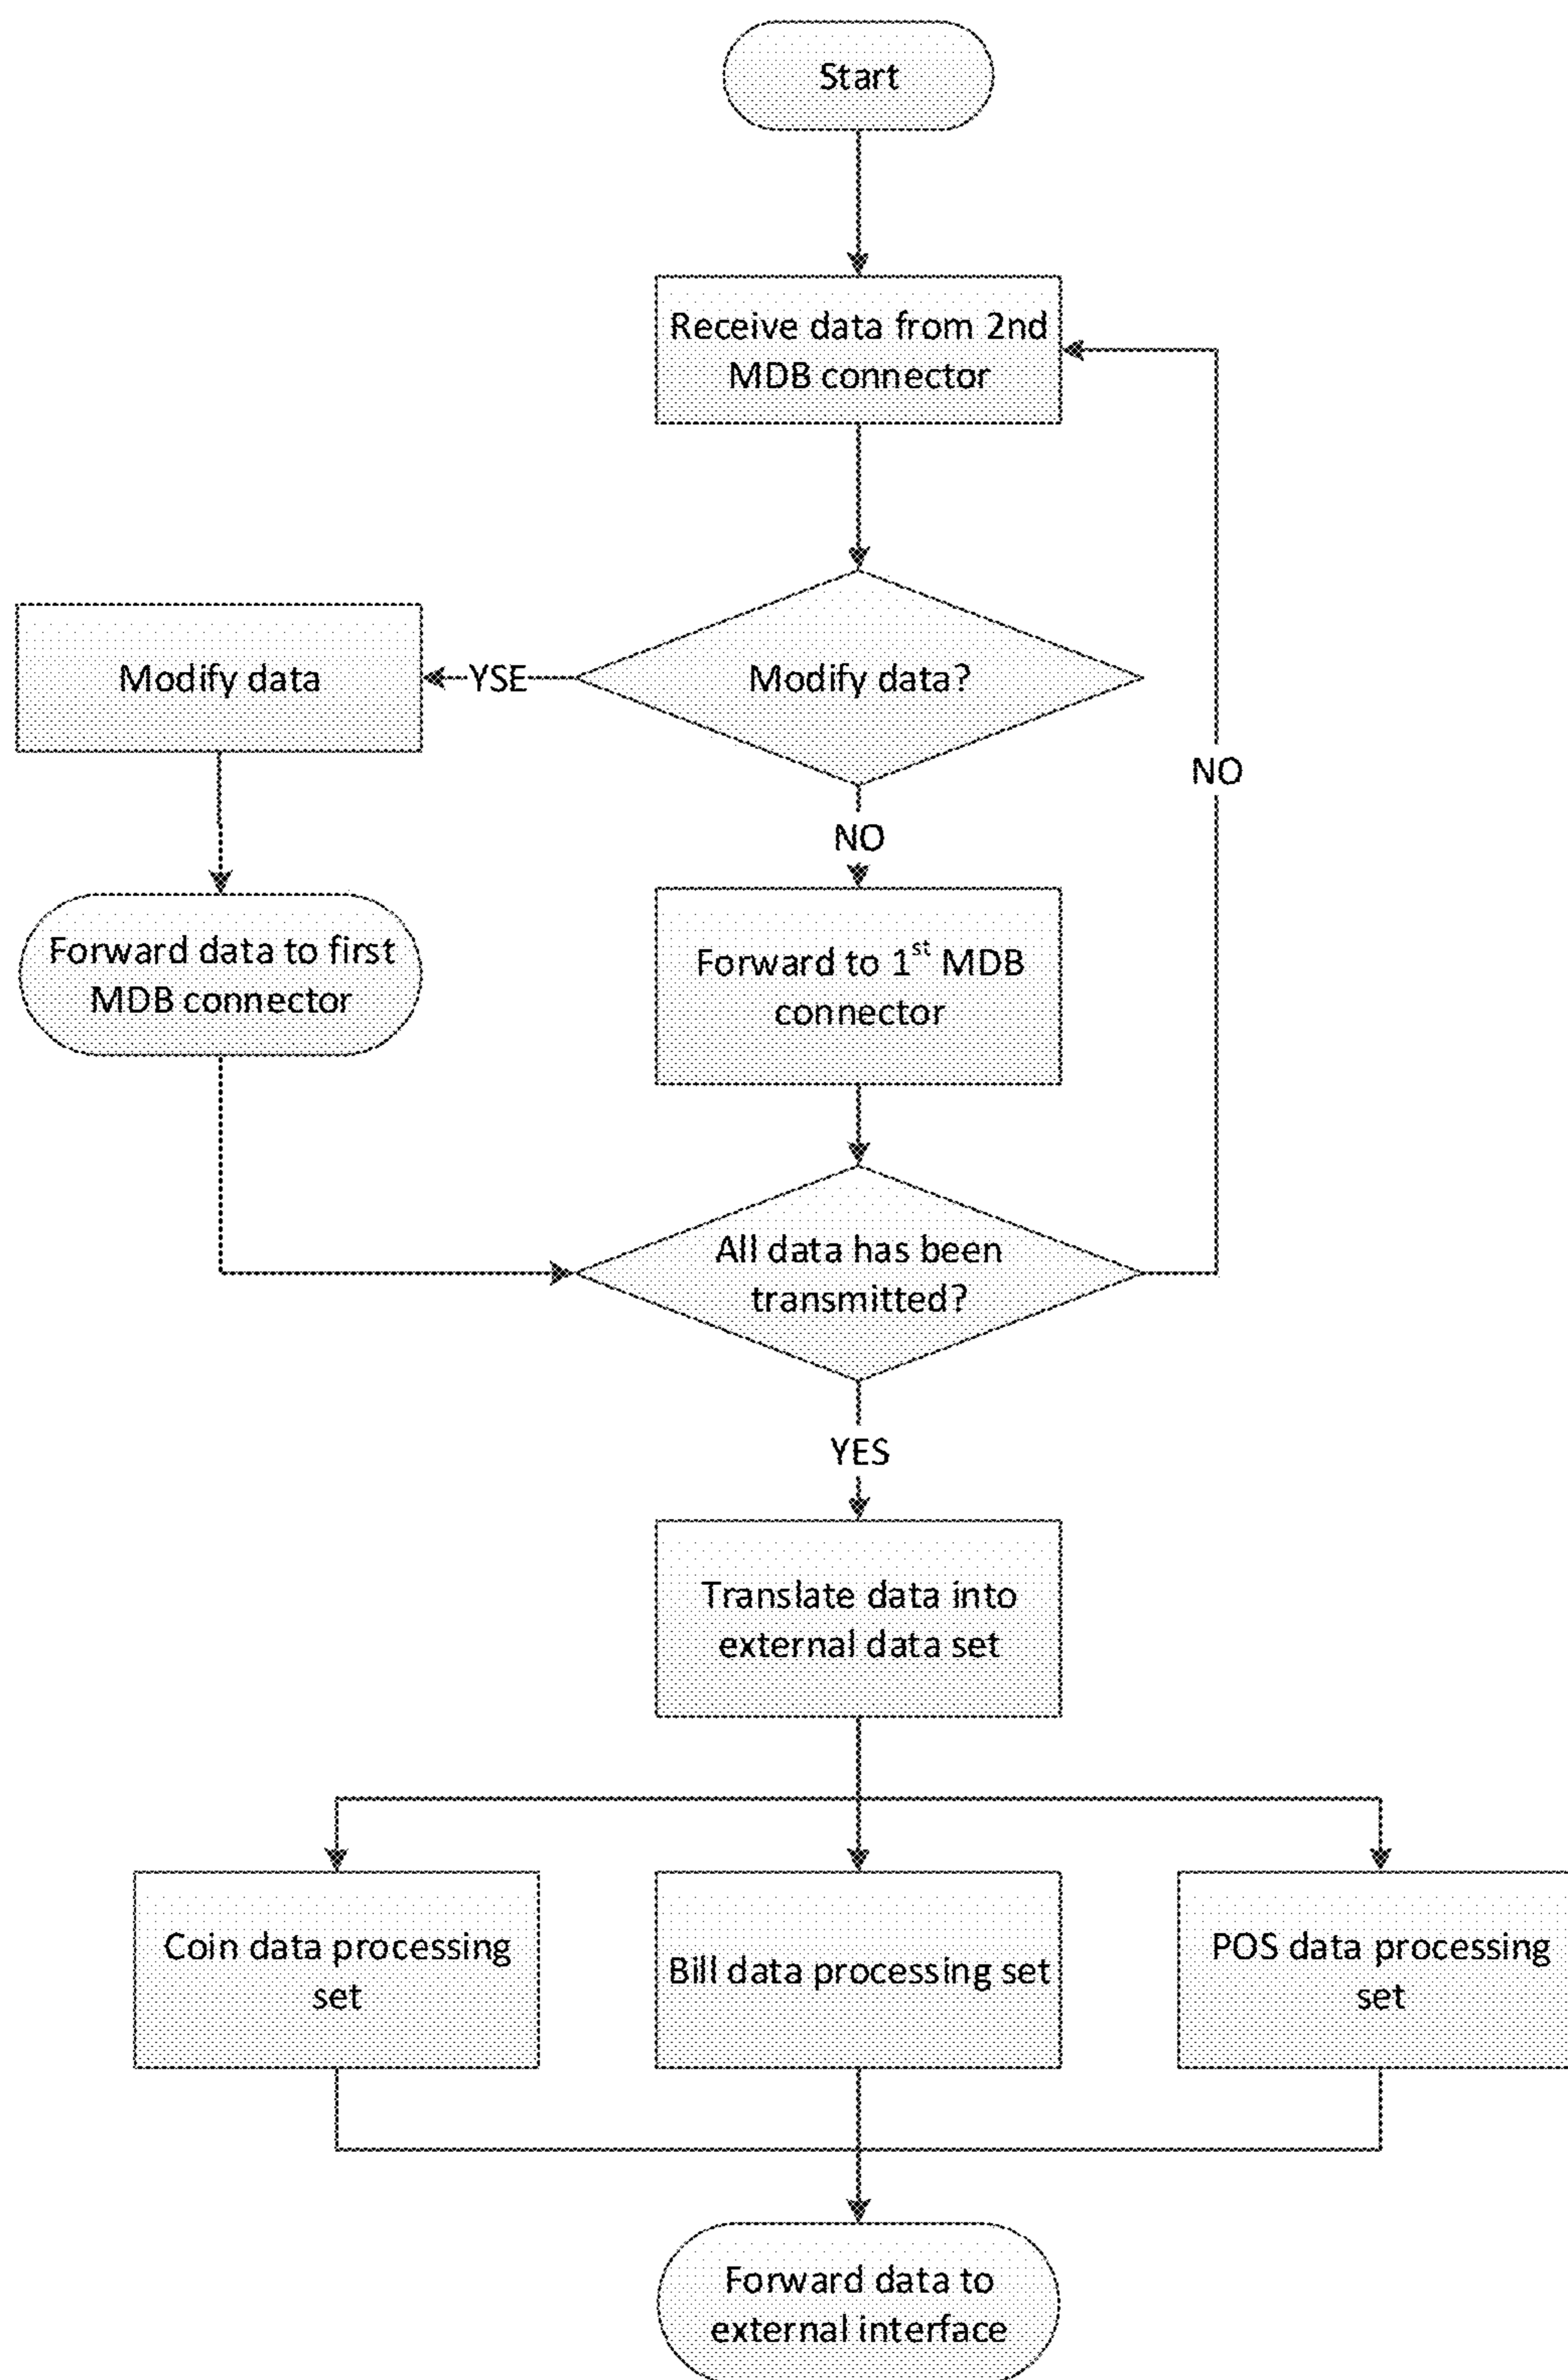 Start
Receive data from 2nd
MDB connector
Modify data
YSE
Modify data?
NO
NO
Forward data to first
MDB connector
Forward to 1st MDB
connector
All data has been
transmitted?
YES
Translate data into
external data set
Coin data processing
set
Bill data processing set
POS data processing
set
Forward data to
external interface